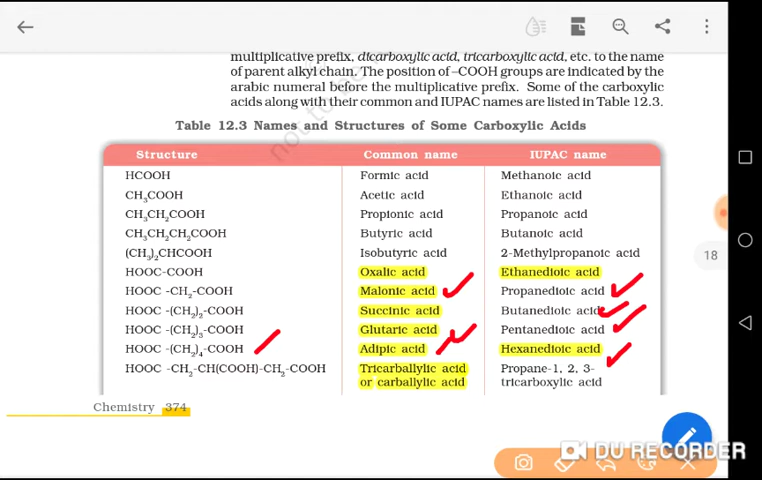 multiplicative prefix, dicarboxylic acid, tricarboxylic acid, etc. to the name
of parent alkyl chain. The position of –COOH groups are indicated by the
arabic numeral before the multiplicative prefix. Some of the carboxylic
acids along with their common and IUPAC names are listed in Table 12.3.
Table 12.3 Names and Structures of Some Carboxylic Acids
Structure Common name IUPAC name
HCOOH Formic acid Methanoic acid
CH₃COOH Acetic acid Ethanoic acid
CH₃CH₂COOH Propionic acid Propanoic acid
CH₃CH₂CH₂COOH Butyric acid Butanoic acid
(CH₃)₂CHCOOH Isobutyric acid 2-Methylpropanoic acid
HOOC-COOH Oxalic acid Ethanedioic acid
HOOC -CH₂-COOH Malonic acid Propanedioic acid
HOOC -(CH₂)₂-COOH Succinic acid Butanedioic acid
HOOC -(CH₂)₃-COOH Glutaric acid Pentanedioic acid
HOOC -(CH₂)₄-COOH Adipic acid Hexanedioic acid
HOOC -CH₂-CH(COOH)-CH₂-COOH Tricarballylic acid Propane-1, 2, 3-
or carballylic acid tricarboxylic acid
Chemistry 374
18
DU RECORDER
not to be